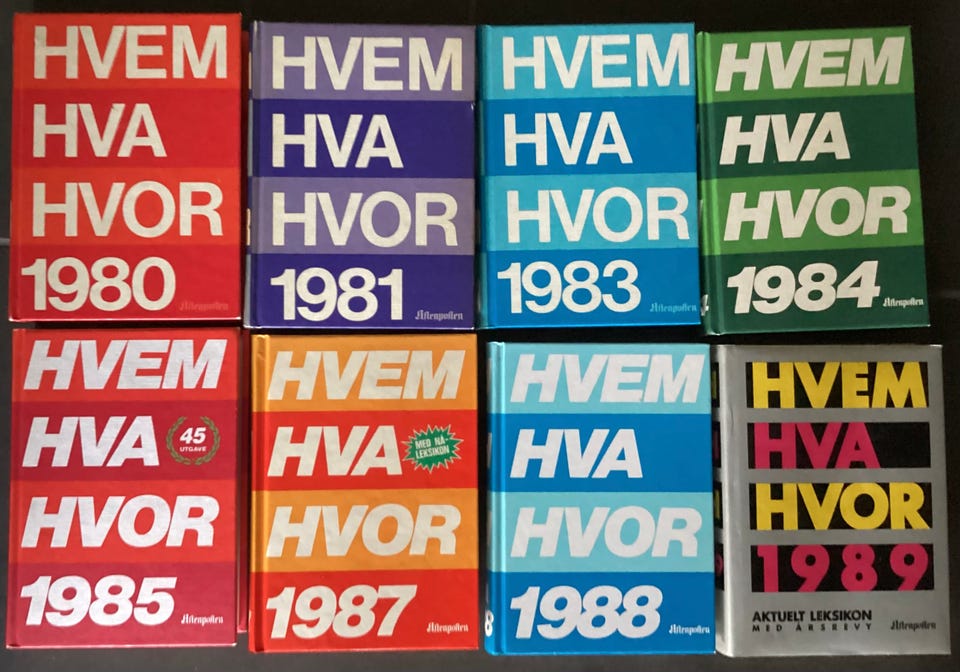 HVEM
HVA
HVOR
1980
Aftenposten
HVEM
HVA
HVOR
1981
Aftenposten
HVEM
HVA
HVOR
1983
Aftenposten
HVEM
HVA
HVOR
1984
Aftenposten
HVEM
HVA
45
UTGAVE
HVOR
1985
Aftenposten
HVEM
HVA
MED NÅ-
LEKSIKON
HVOR
1987
Aftenposten
8
HVEM
HVA
HVOR
1988
Aftenposten
HVEM
HVA
HVOR
1989
AKTUELT LEKSIKON
MED ÅRSREVY
Aftenposten